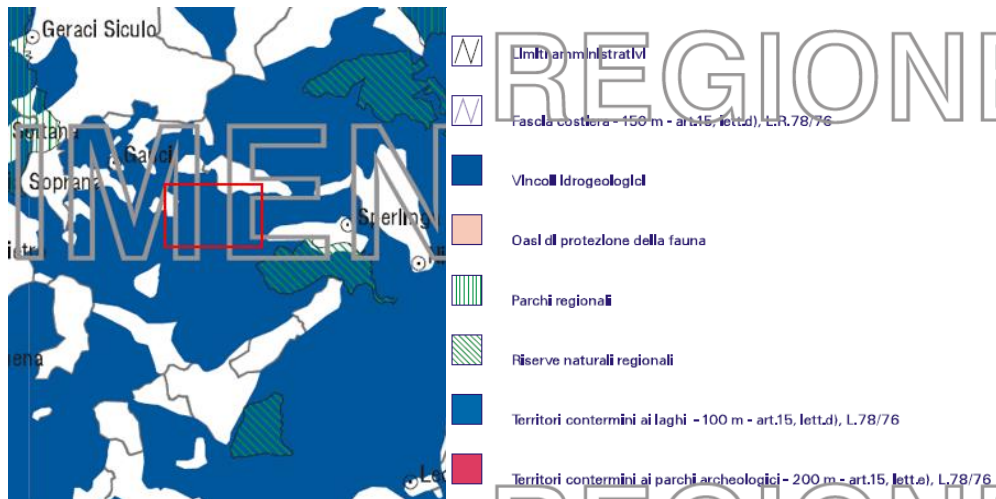 Geraci Siculo
Gangi
Soprana
Sperlinga
IMEN
REGIONE
Limiti amministrativi
Fascia costiera - 150 m - art.15, lett.d), L.R.78/76
Vincoli idrogeologici
Oasi di protezione della fauna
Parchi regionali
Riserve naturali regionali
Territori contermini ai laghi - 100 m - art.15, lett.d), L.78/76
Territori contermini ai parchi archeologici - 200 m - art.15, lett.e), L.78/76
REGIONE